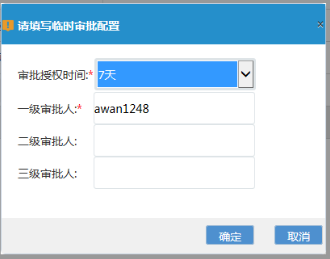 请填写临时审批配置
审批授权时间:* 7天
一级审批人:* awan1248
二级审批人:
三级审批人:
确定 取消